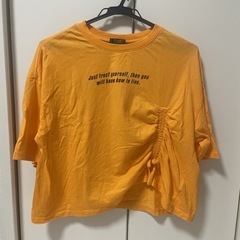 Just trust yourself, then you
will know how to live.